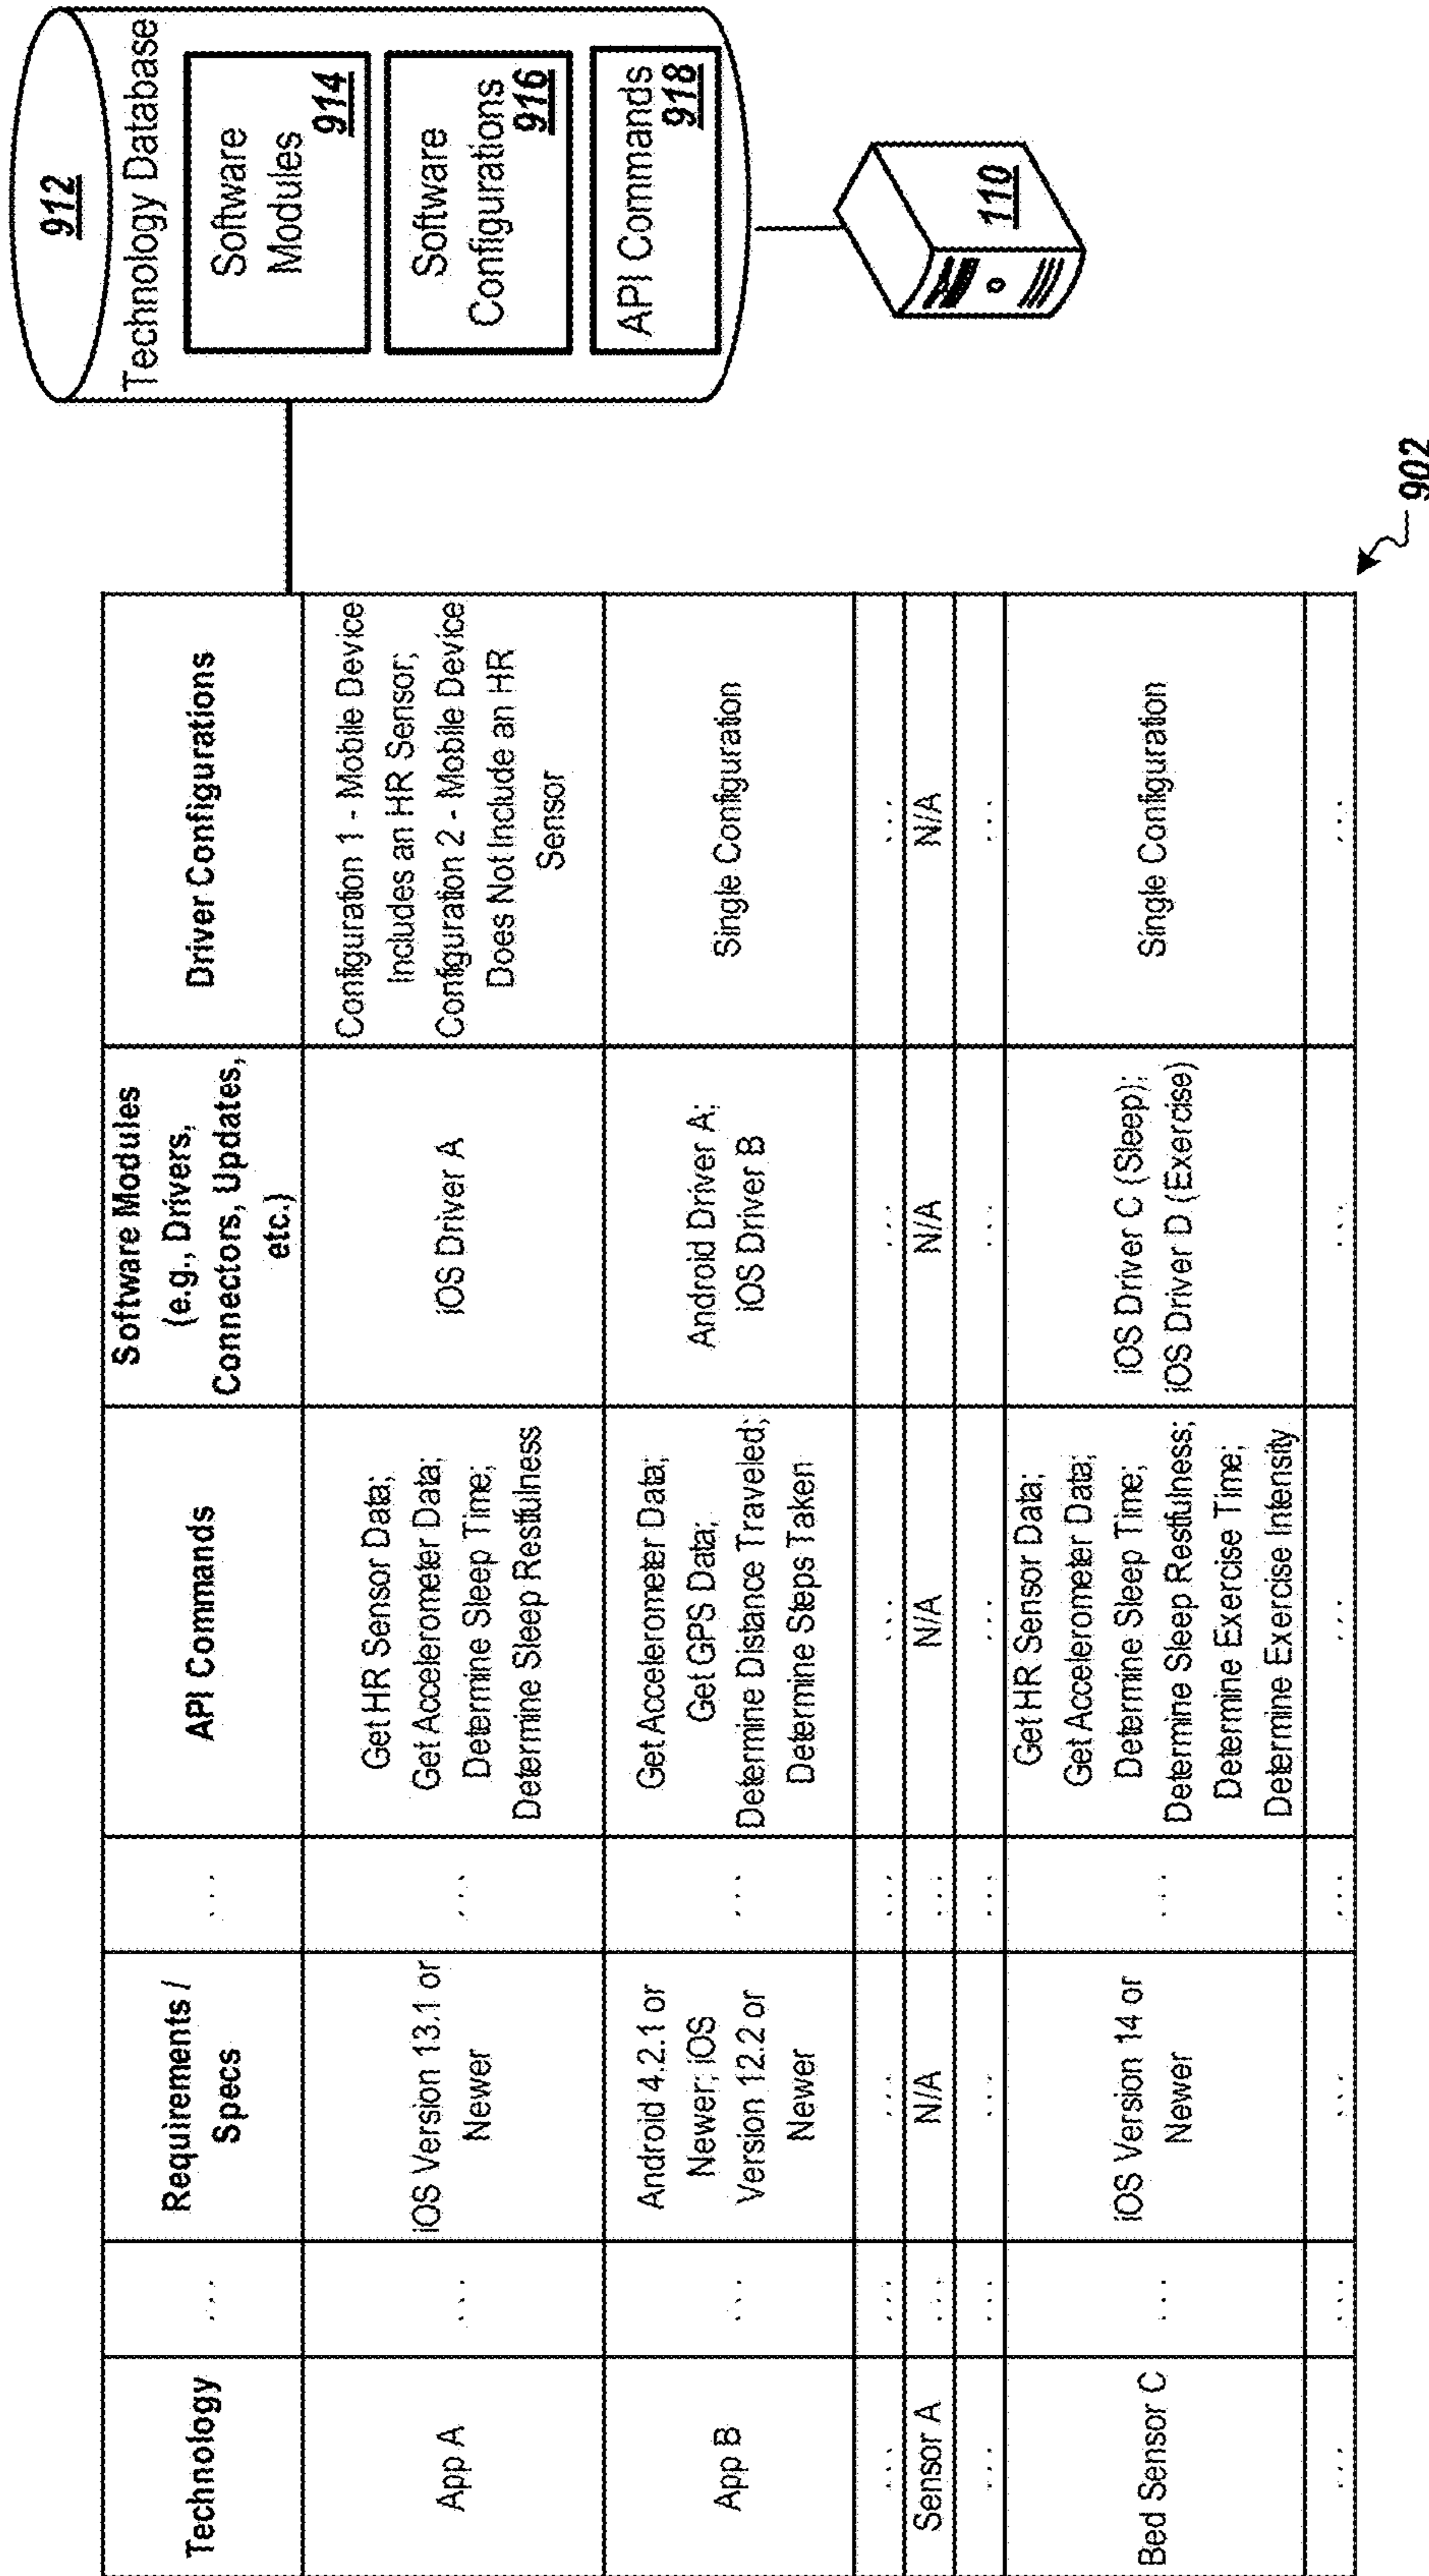 Technology
...
Requirements /
Specs
...
API Commands
Software Modules
(e.g., Drivers,
Connectors, Updates,
etc.)
Driver Configurations
App A
...
iOS Version 13.1 or
Newer
...
Get HR Sensor Data;
Get Accelerometer Data;
Determine Sleep Time;
Determine Sleep Restfulness
iOS Driver A
Configuration 1 - Mobile Device
Includes an HR Sensor;
Configuration 2 - Mobile Device
Does Not Include an HR
Sensor
App B
...
Android 4.2.1 or
Newer; iOS
Version 12.2 or
Newer
...
Get Accelerometer Data;
Get GPS Data;
Determine Distance Traveled;
Determine Steps Taken
Android Driver A;
iOS Driver B
Single Configuration
...
...
...
...
...
...
...
Sensor A
...
N/A
...
N/A
N/A
N/A
...
...
...
...
...
...
...
Bed Sensor C
...
iOS Version 14 or
Newer
...
Get HR Sensor Data;
Get Accelerometer Data;
Determine Sleep Time;
Determine Sleep Restfulness;
Determine Exercise Time;
Determine Exercise Intensity
iOS Driver C (Sleep);
iOS Driver D (Exercise)
Single Configuration
...
...
...
...
...
...
...
902
912
Technology Database
Software
Modules
914
Software
Configurations
916
API Commands
918
110